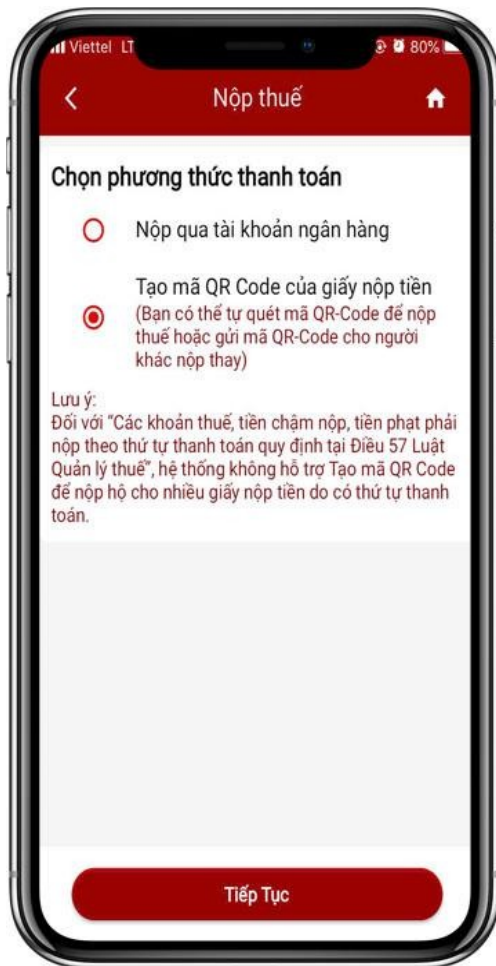 Viettel LT 80%
Nộp thuế
Chọn phương thức thanh toán
Nộp qua tài khoản ngân hàng
Tạo mã QR Code của giấy nộp tiền
(Bạn có thể tự quét mã QR-Code để nộp
thuế hoặc gửi mã QR-Code cho người
khác nộp thay)
Lưu ý:
Đối với "Các khoản thuế, tiền chậm nộp, tiền phạt phải
nộp theo thứ tự thanh toán quy định tại Điều 57 Luật
Quản lý thuế", hệ thống không hỗ trợ Tạo mã QR Code
để nộp hộ cho nhiều giấy nộp tiền do có thứ tự thanh
toán.
Tiếp Tục